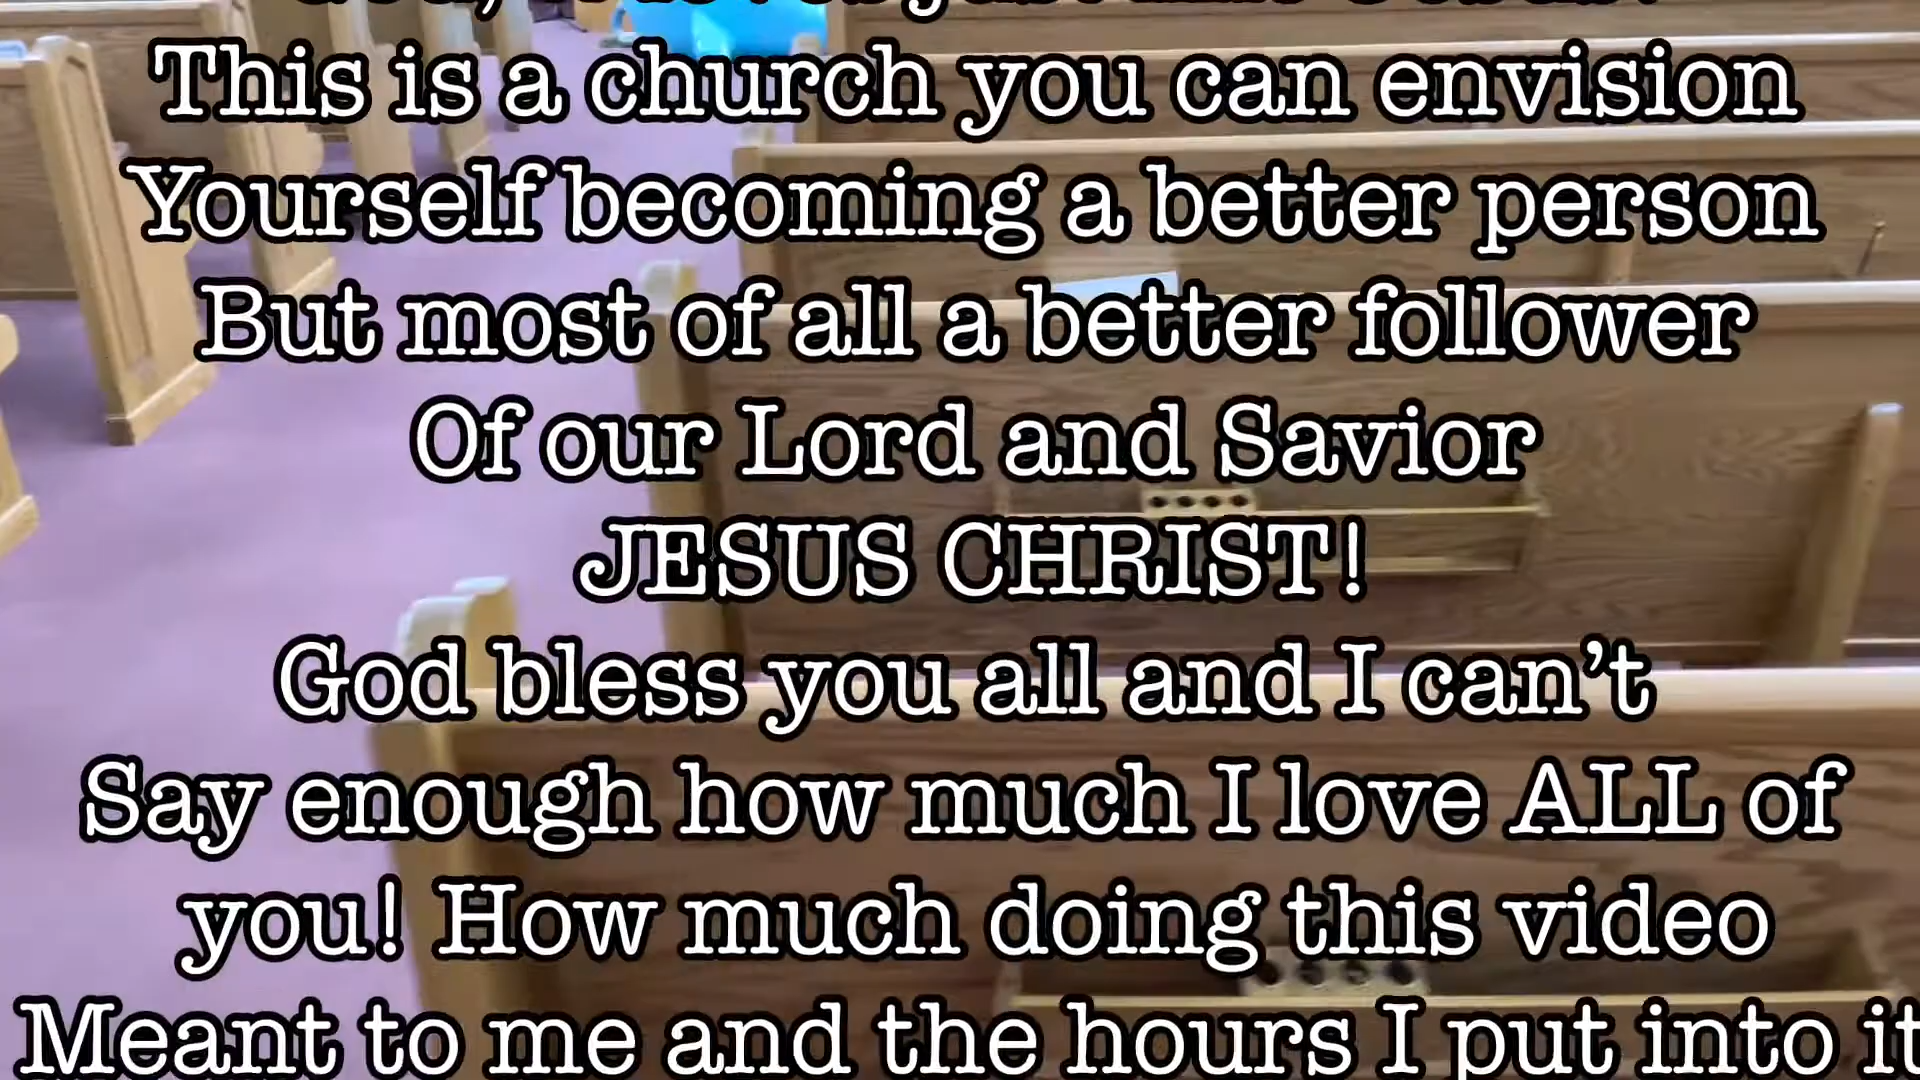 This is a church you can envision
Yourself becoming a better person
But most of all a better follower
Of our Lord and Savior
JESUS CHRIST!
God bless you all and I can’t
Say enough how much I love ALL of
you! How much doing this video
Meant to me and the hours I put into it